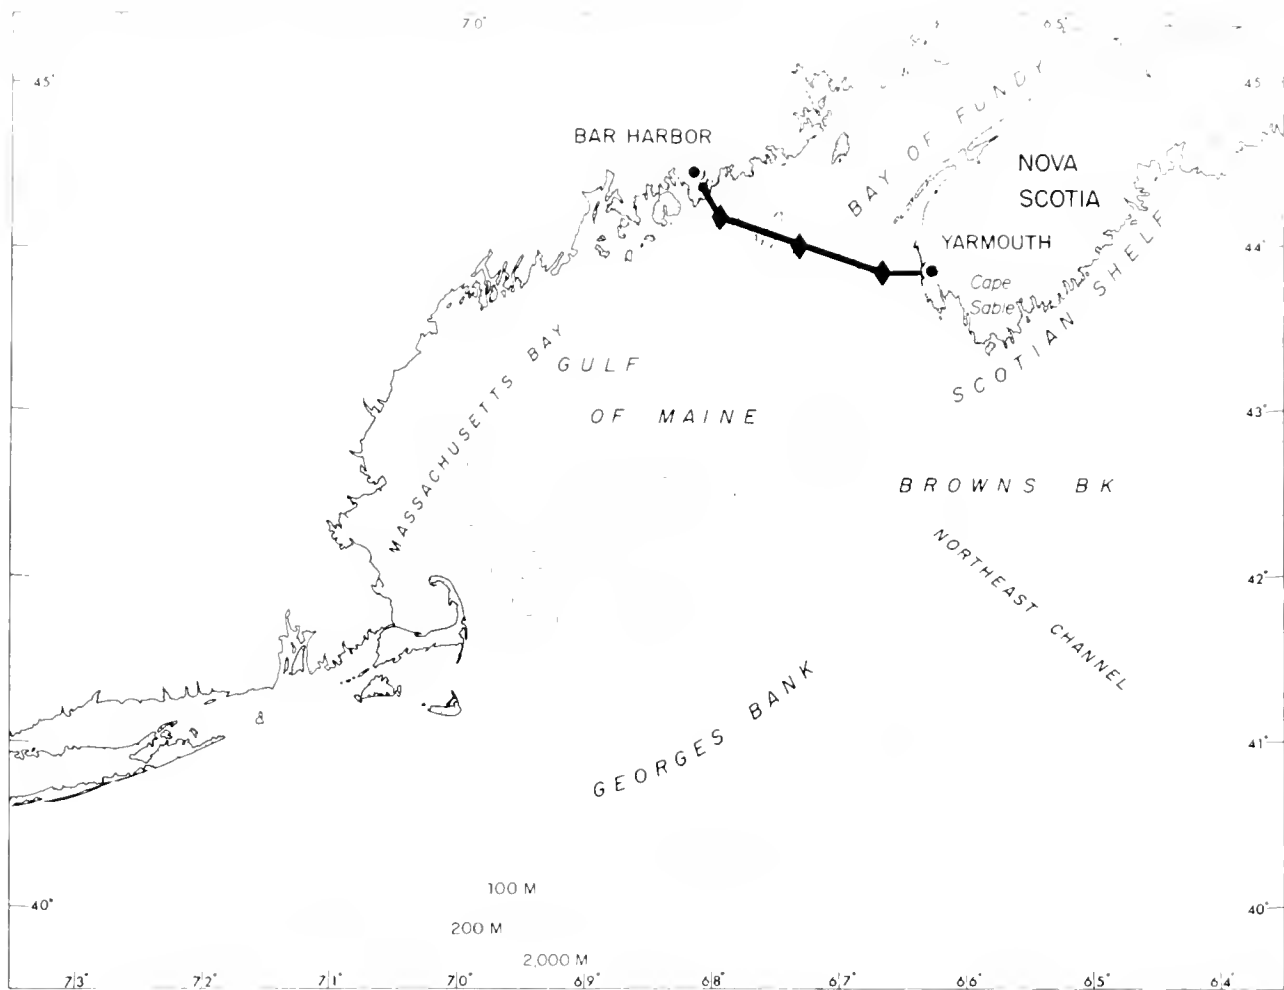 70° 65°
45° 45
BAR HARBOR
BAY OF FUNDY
NOVA
SCOTIA
44°
YARMOUTH
Cape
Sable
SCOTIAN SHELF
MASSACHUSETTS BAY
GULF
OF MAINE
43°
BROWNS BK
NORTHEAST CHANNEL
42°
GEORGES BANK
41°
100 M
40° 40°
200 M
2,000 M
73° 72° 71° 70° 69° 68° 67° 66° 65° 64°